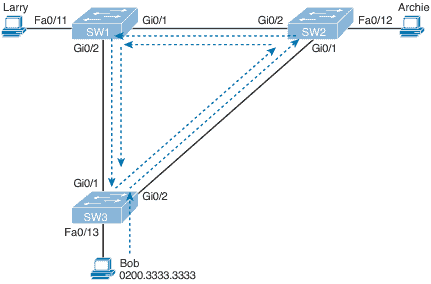 Larry
Archie
Fa0/11
Gi0/1
Gi0/2
Fa0/12
SW1
SW2
Gi0/2
Gi0/1
Gi0/1
Gi0/2
SW3
Fa0/13
Bob
0200.3333.3333